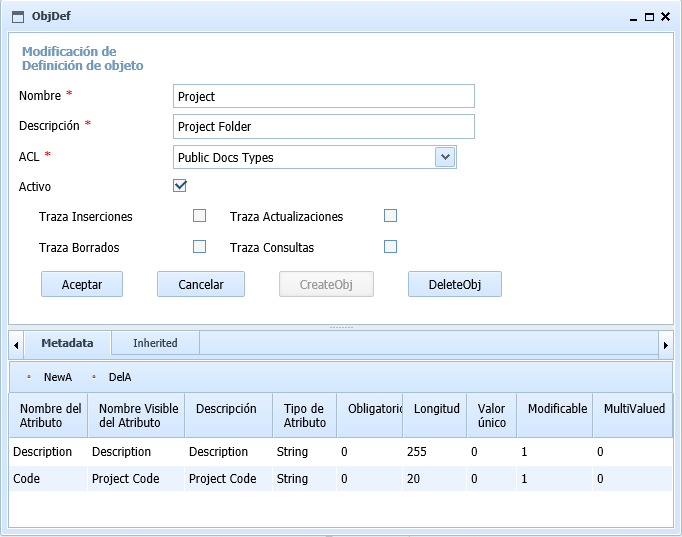 ObjDef
Modificación de
Definición de objeto
Nombre *
Project
Descripción *
Project Folder
ACL *
Public Docs Types
Activo
Traza Inserciones
Traza Actualizaciones
Traza Borrados
Traza Consultas
Aceptar
Cancelar
CreateObj
DeleteObj
Metadata
Inherited
NewA
DelA
Nombre del Atributo
Nombre Visible del Atributo
Descripción
Tipo de Atributo
Obligatorio
Longitud
Valor único
Modificable
MultiValued
Description Description Description String 0 255 0 1 0
Code Project Code Project Code String 0 20 0 1 0